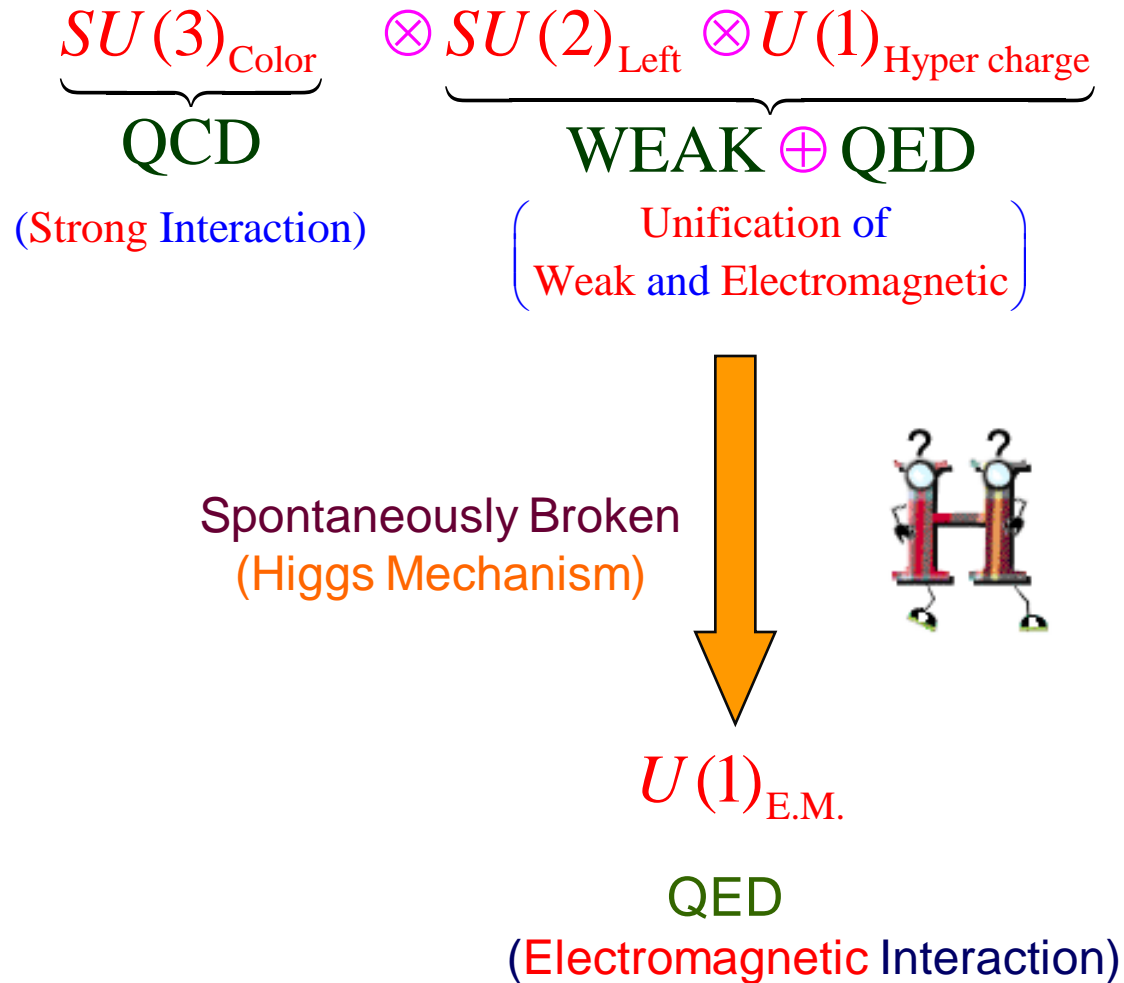 SU(3)Color ⊗ SU(2)Left ⊗ U(1)Hyper charge
QCD WEAK ⊕ QED
(Strong Interaction) (Unification of
Weak and Electromagnetic)
? ?
H
Spontaneously Broken
(Higgs Mechanism)
U(1)E.M.
QED
(Electromagnetic Interaction)